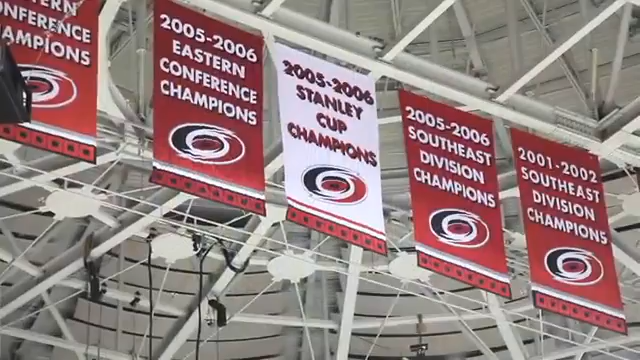 EASTERN
CONFERENCE
CHAMPIONS
2005-2006
EASTERN
CONFERENCE
CHAMPIONS
2005-2006
STANLEY
CUP
CHAMPIONS
2005-2006
SOUTHEAST
DIVISION
CHAMPIONS
2001-2002
SOUTHEAST
DIVISION
CHAMPIONS